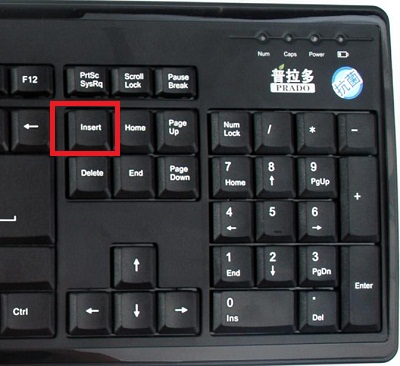 Num Caps Power
F12 PrtSc Scroll Pause
SysRq Lock Break
普拉多
PRADO
抗菌
← Insert Home Page
Up
Num
Lock / * -
Delete End Page
Down
7 8 9
Home ↑ PgUp
+
4 5 6
← →
↑
1 2 3
End ↓ PgDn
Enter
Ctrl ← ↓ →
0 .
Ins Del